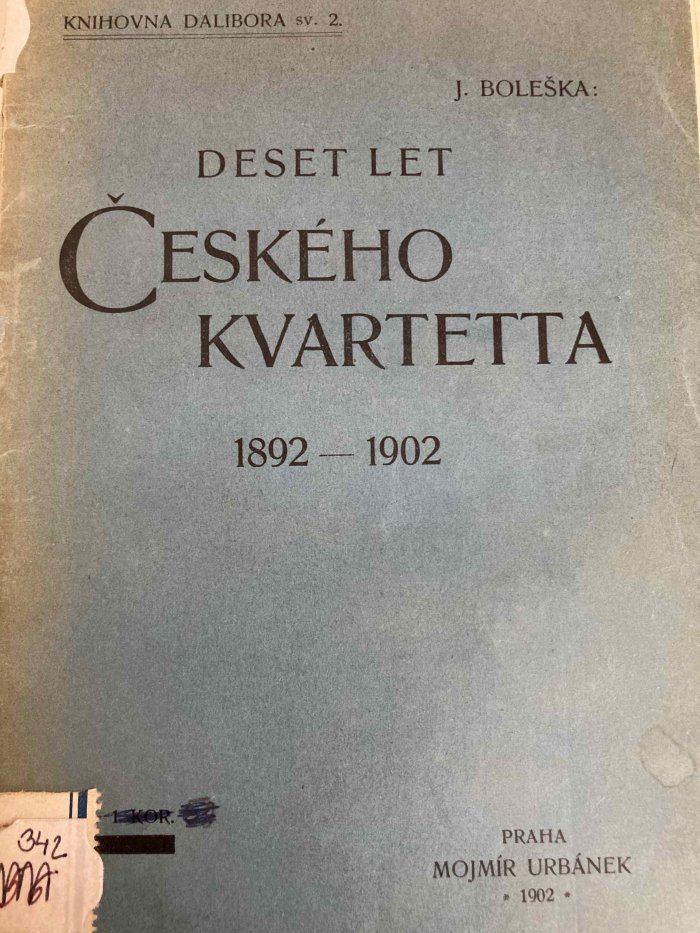 KNIHOVNA DALIBORA SV. 2.
J. BOLEŠKA:
DESET LET
ČESKÉHO
KVARTETTA
1892 — 1902
1 KOR.
342
PRAHA
MOJMÍR URBÁNEK
* 1902 *